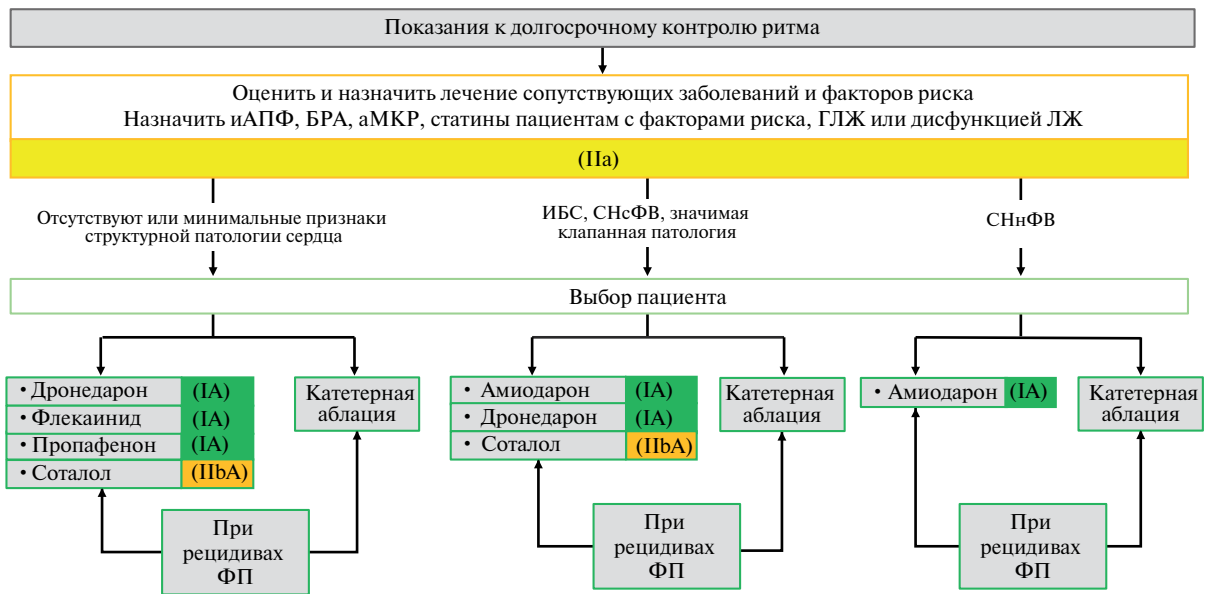 Показания к долгосрочному контролю ритма
Оценить и назначить лечение сопутствующих заболеваний и факторов риска
Назначить иАПФ, БРА, аМКР, статины пациентам с факторами риска, ГЛЖ или дисфункцией ЛЖ
(IIa)
Отсутствуют или минимальные признаки
структурной патологии сердца
ИБС, СНсФВ, значимая
клапанная патология
СНнФВ
Выбор пациента
• Дронедарон (IA)
• Флекаинид (IA)
• Пропафенон (IA)
• Соталол (IIbA)
Катетерная
аблация
• Амиодарон (IA)
• Дронедарон (IA)
• Соталол (IIbA)
Катетерная
аблация
• Амиодарон (IA)
Катетерная
аблация
При
рецидивах
ФП
При
рецидивах
ФП
При
рецидивах
ФП